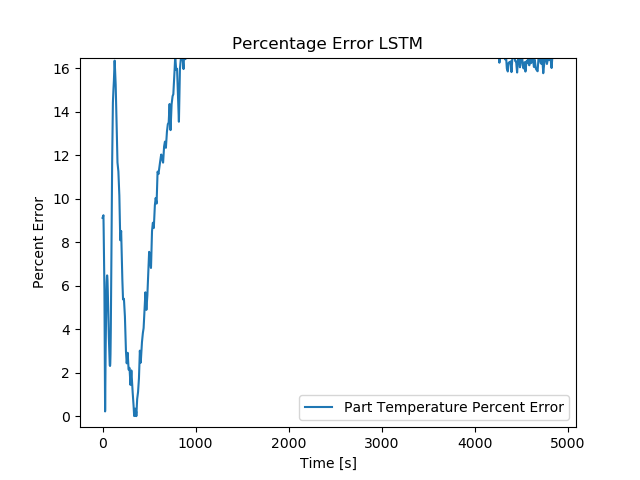 Percentage Error LSTM
16
14
12
10
8
6
4
2
0
Percent Error
Part Temperature Percent Error
0 1000 2000 3000 4000 5000
Time [s]